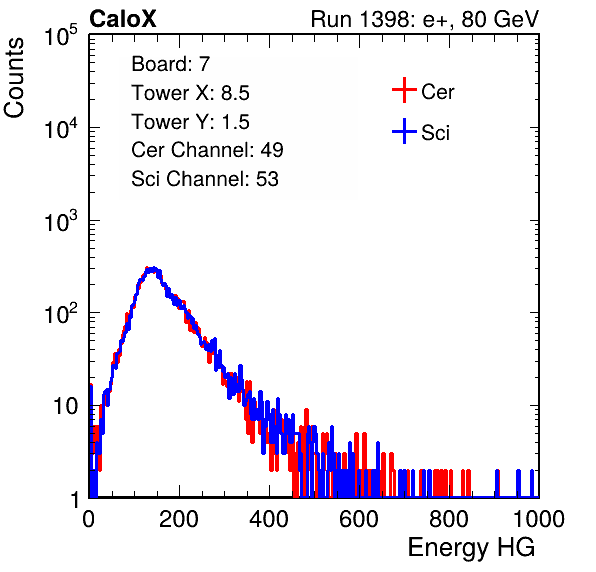 CaloX Run 1398: e+, 80 GeV
Counts
Board: 7
Tower X: 8.5
Tower Y: 1.5
Cer Channel: 49
Sci Channel: 53
Cer
Sci
10^5
10^4
10^3
10^2
10
1
0 200 400 600 800 1000
Energy HG